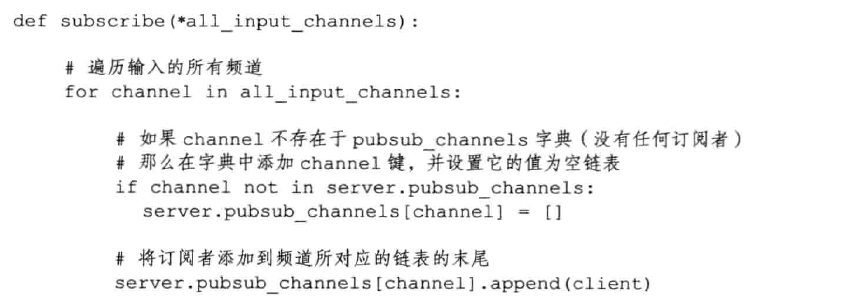 def subscribe(*all_input_channels):
# 遍历输入的所有频道
for channel in all_input_channels:
# 如果 channel 不存在于 pubsub_channels 字典（没有任何订阅者）
# 那么在字典中添加 channel 键，并设置它的值为空链表
if channel not in server.pubsub_channels:
server.pubsub_channels[channel] = []
# 将订阅者添加到频道所对应的链表的末尾
server.pubsub_channels[channel].append(client)